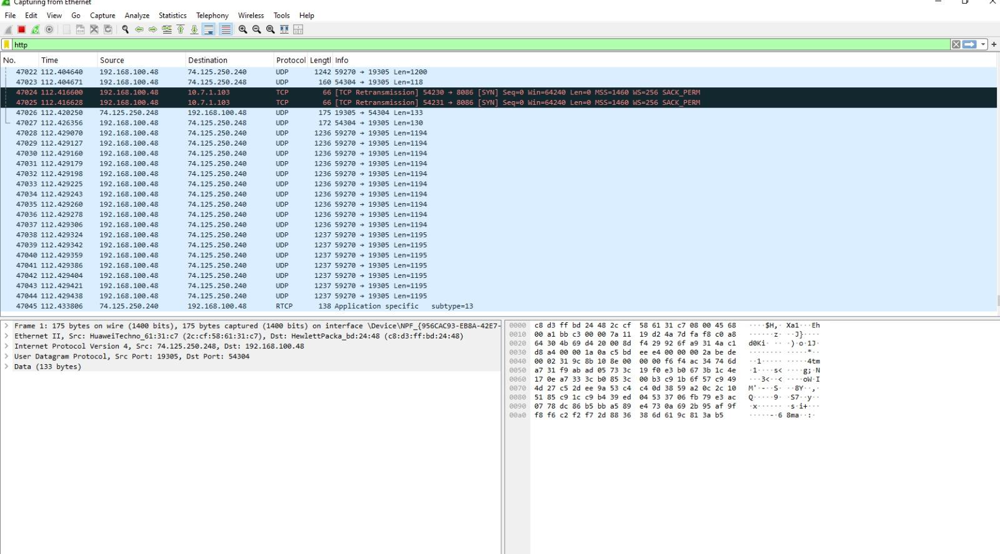 Capturing from Ethernet
File Edit View Go Capture Analyze Statistics Telephony Wireless Tools Help
http
No. Time Source Destination Protocol Lengtl Info
47022 112.404640 192.168.100.48 74.125.250.240 UDP 1242 59270 → 19305 Len=1200
47023 112.404671 192.168.100.48 74.125.250.248 UDP 160 54304 → 19305 Len=118
47024 112.416600 192.168.100.48 10.7.1.103 TCP 66 [TCP Retransmission] 54230 → 8086 [SYN] Seq=0 Win=64240 Len=0 MSS=1460 WS=256 SACK_PERM
47025 112.416628 192.168.100.48 10.7.1.103 TCP 66 [TCP Retransmission] 54231 → 8086 [SYN] Seq=0 Win=64240 Len=0 MSS=1460 WS=256 SACK_PERM
47026 112.420250 74.125.250.248 192.168.100.48 UDP 175 19305 → 54304 Len=133
47027 112.426356 192.168.100.48 74.125.250.248 UDP 172 54304 → 19305 Len=130
47028 112.429070 192.168.100.48 74.125.250.240 UDP 1236 59270 → 19305 Len=1194
47029 112.429127 192.168.100.48 74.125.250.240 UDP 1236 59270 → 19305 Len=1194
47030 112.429160 192.168.100.48 74.125.250.240 UDP 1236 59270 → 19305 Len=1194
47031 112.429179 192.168.100.48 74.125.250.240 UDP 1236 59270 → 19305 Len=1194
47032 112.429198 192.168.100.48 74.125.250.240 UDP 1236 59270 → 19305 Len=1194
47033 112.429225 192.168.100.48 74.125.250.240 UDP 1236 59270 → 19305 Len=1194
47034 112.429243 192.168.100.48 74.125.250.240 UDP 1236 59270 → 19305 Len=1194
47035 112.429260 192.168.100.48 74.125.250.240 UDP 1236 59270 → 19305 Len=1194
47036 112.429278 192.168.100.48 74.125.250.240 UDP 1236 59270 → 19305 Len=1194
47037 112.429306 192.168.100.48 74.125.250.240 UDP 1236 59270 → 19305 Len=1194
47038 112.429324 192.168.100.48 74.125.250.240 UDP 1237 59270 → 19305 Len=1195
47039 112.429342 192.168.100.48 74.125.250.240 UDP 1237 59270 → 19305 Len=1195
47040 112.429359 192.168.100.48 74.125.250.240 UDP 1237 59270 → 19305 Len=1195
47041 112.429386 192.168.100.48 74.125.250.240 UDP 1237 59270 → 19305 Len=1195
47042 112.429404 192.168.100.48 74.125.250.240 UDP 1237 59270 → 19305 Len=1195
47043 112.429421 192.168.100.48 74.125.250.240 UDP 1237 59270 → 19305 Len=1195
47044 112.429438 192.168.100.48 74.125.250.240 UDP 1237 59270 → 19305 Len=1195
47045 112.433806 74.125.250.240 192.168.100.48 RTCP 138 Application specific subtype=13
Frame 1: 175 bytes on wire (1400 bits), 175 bytes captured (1400 bits) on interface \Device\NPF_{956CAC93-EB8A-42E7-
Ethernet II, Src: HuaweiTechno_61:31:c7 (2c:cf:58:61:31:c7), Dst: HewlettPacka_bd:24:48 (c8:d3:ff:bd:24:48)
Internet Protocol Version 4, Src: 74.125.250.248, Dst: 192.168.100.48
User Datagram Protocol, Src Port: 19305, Dst Port: 54304
Data (133 bytes)
0000 c8 d3 ff bd 24 48 2c cf 58 61 31 c7 08 00 45 68 ····$H,· Xa1···Eh
0010 00 a1 bb c3 00 00 7a 11 19 d2 4a 7d fa f8 c0 a8 ······z· ··J}····
0020 64 30 4b 69 d4 20 00 8d f4 29 92 6f a9 31 4a c1 d0Ki· ·· ·)·o·1J·
0030 d8 a4 00 00 1a 0a c5 bd ee e4 00 00 00 2a be de ········ ·····*··
0040 00 02 31 9c 8b 10 8e 00 00 00 f6 f4 ac 34 74 6d ··1····· ·····4tm
0050 a7 31 f9 ab ad 05 73 3c 19 f0 e3 b0 67 3b 1c 4e ·1····s< ····g;·N
0060 17 0e a7 33 3c b0 85 3c 00 b3 c9 1b 6f 57 c9 49 ···3<··< ····oW·I
0070 4d 27 c5 2d ee 9a 53 c4 c4 0d 38 59 a2 0c 2c 10 M'·-··S· ··8Y··,·
0080 51 85 c9 1c c9 b4 39 ed 04 53 37 06 fb 79 e3 ac Q·····9· ·S7··y··
0090 07 78 dc 86 b5 bb a5 89 e4 73 0a 69 2b 95 af 9f ·x······ ·s·i+···
00a0 f8 f6 c2 f2 f7 2d 88 36 38 6d 61 9c 81 3a b5 ·····-·6 8ma··:·